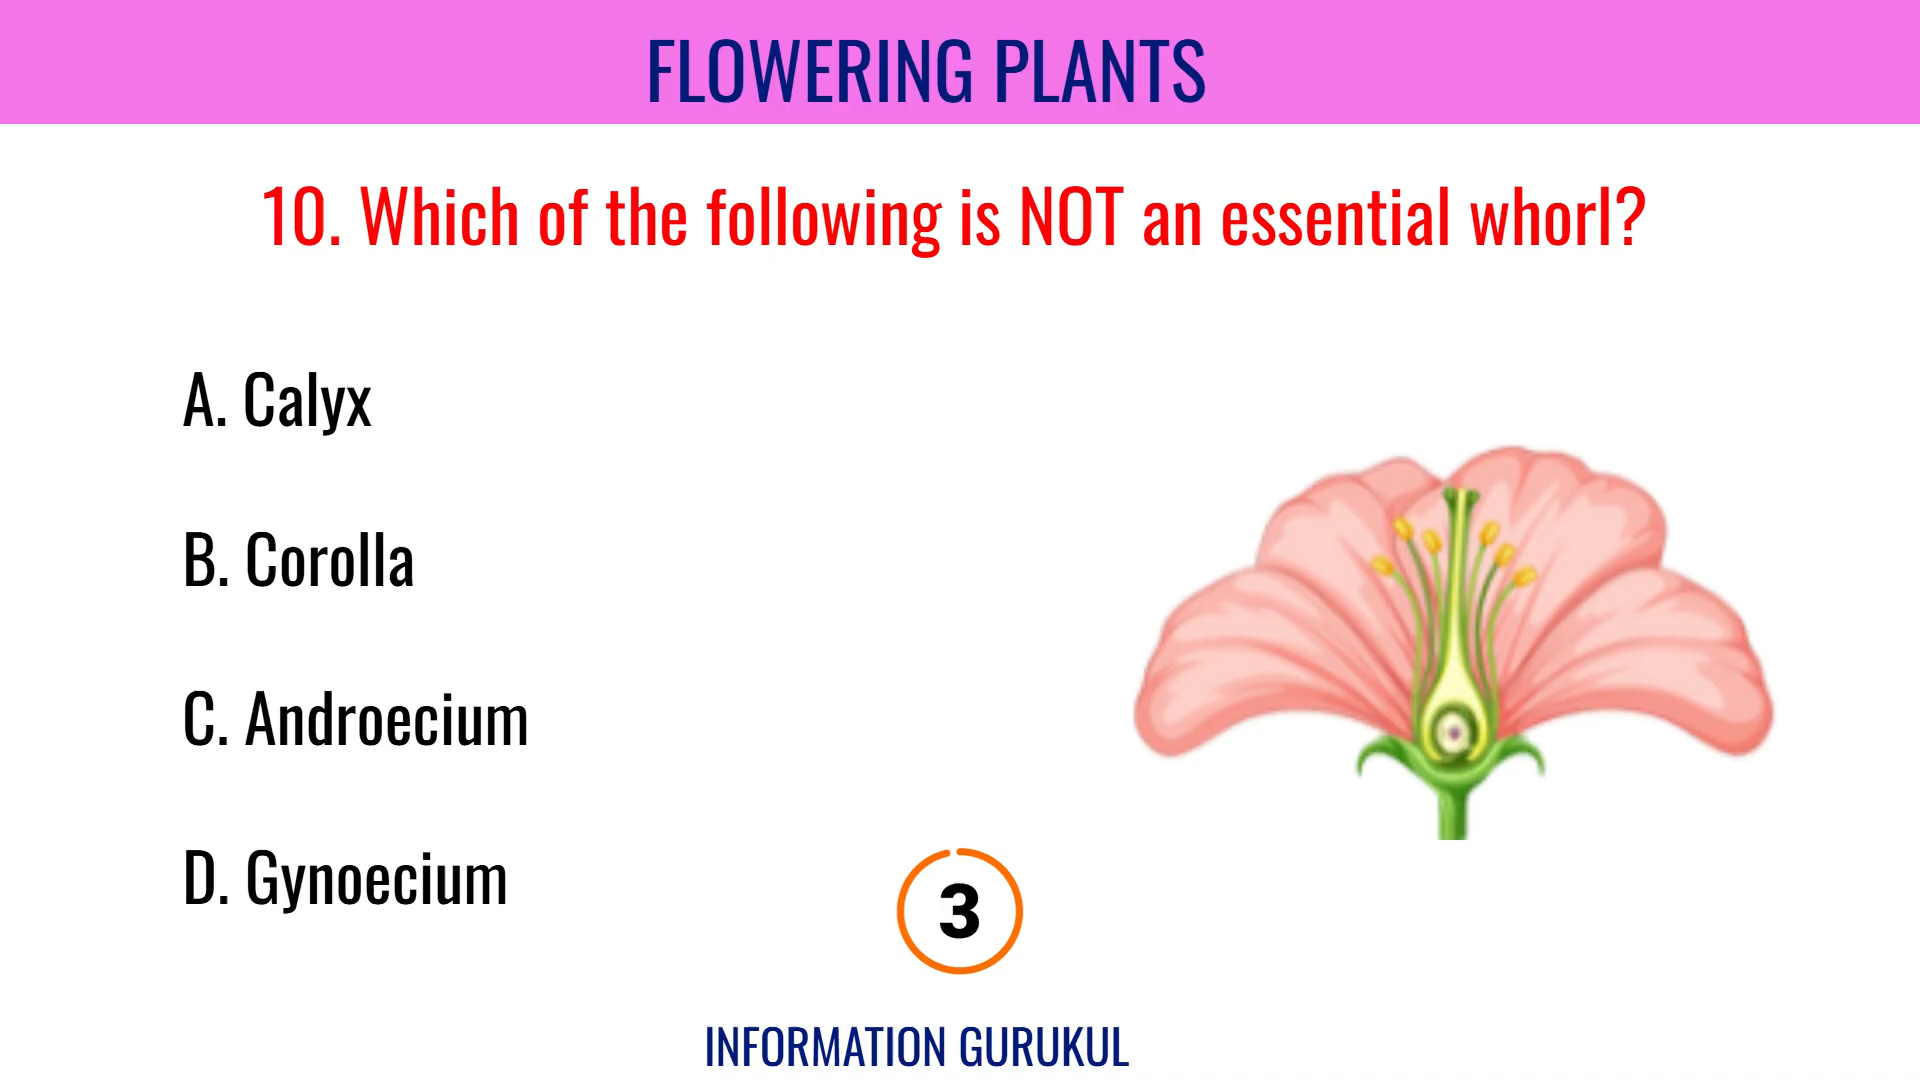 FLOWERING PLANTS
10. Which of the following is NOT an essential whorl?
A. Calyx
B. Corolla
C. Androecium
D. Gynoecium
3
INFORMATION GURUKUL